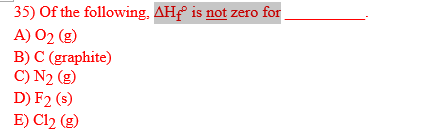 35) Of the following, ΔHf° is not zero for __________.
A) O2 (g)
B) C (graphite)
C) N2 (g)
D) F2 (s)
E) Cl2 (g)